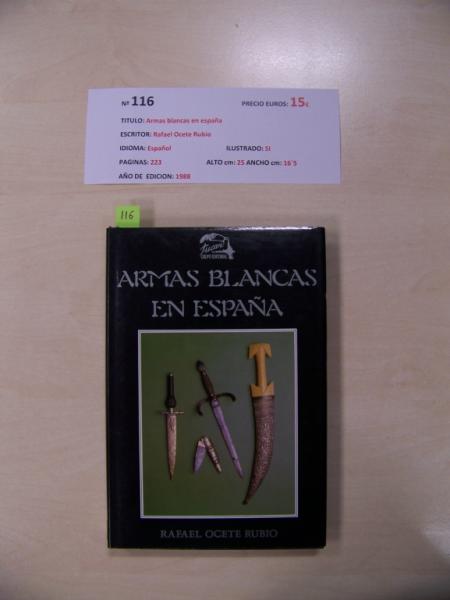 Nº 116 PRECIO EUROS: 15€
TITULO: Armas blancas en españa
ESCRITOR: Rafael Ocete Rubio
IDIOMA: Español ILUSTRADO: SI
PAGINAS: 223 ALTO cm: 25 ANCHO cm: 16´5
AÑO DE EDICION: 1988
116
tucan
ARMAS BLANCAS
EN ESPAÑA
RAFAEL OCETE RUBIO